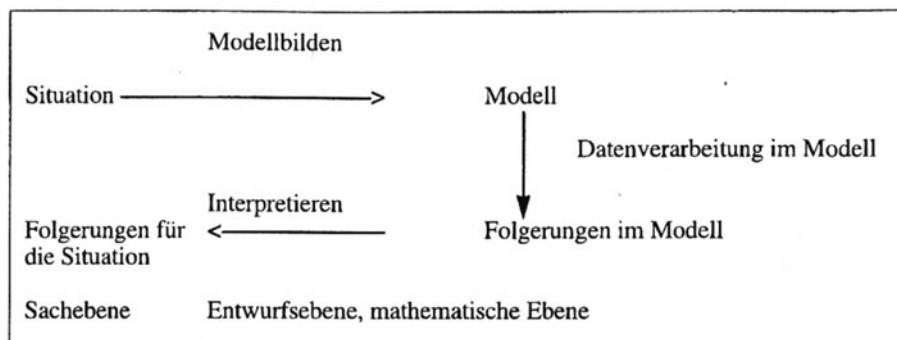 Modellbilden
Situation Modell
Datenverarbeitung im Modell
Interpretieren
Folgerungen für Folgerungen im Modell
die Situation
Sachebene Entwurfsebene, mathematische Ebene